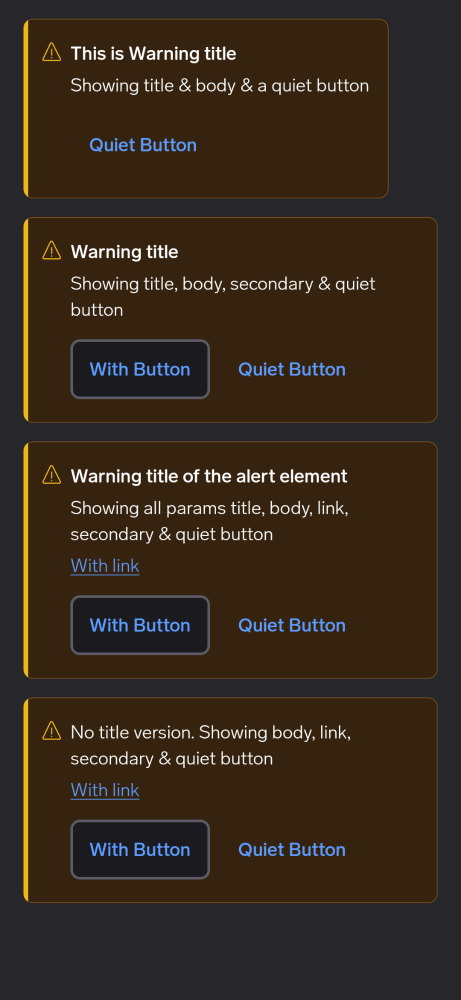 This is Warning title
Showing title & body & a quiet button
Quiet Button
Warning title
Showing title, body, secondary & quiet
button
With Button
Quiet Button
Warning title of the alert element
Showing all params title, body, link,
secondary & quiet button
With link
With Button
Quiet Button
No title version. Showing body, link,
secondary & quiet button
With link
With Button
Quiet Button